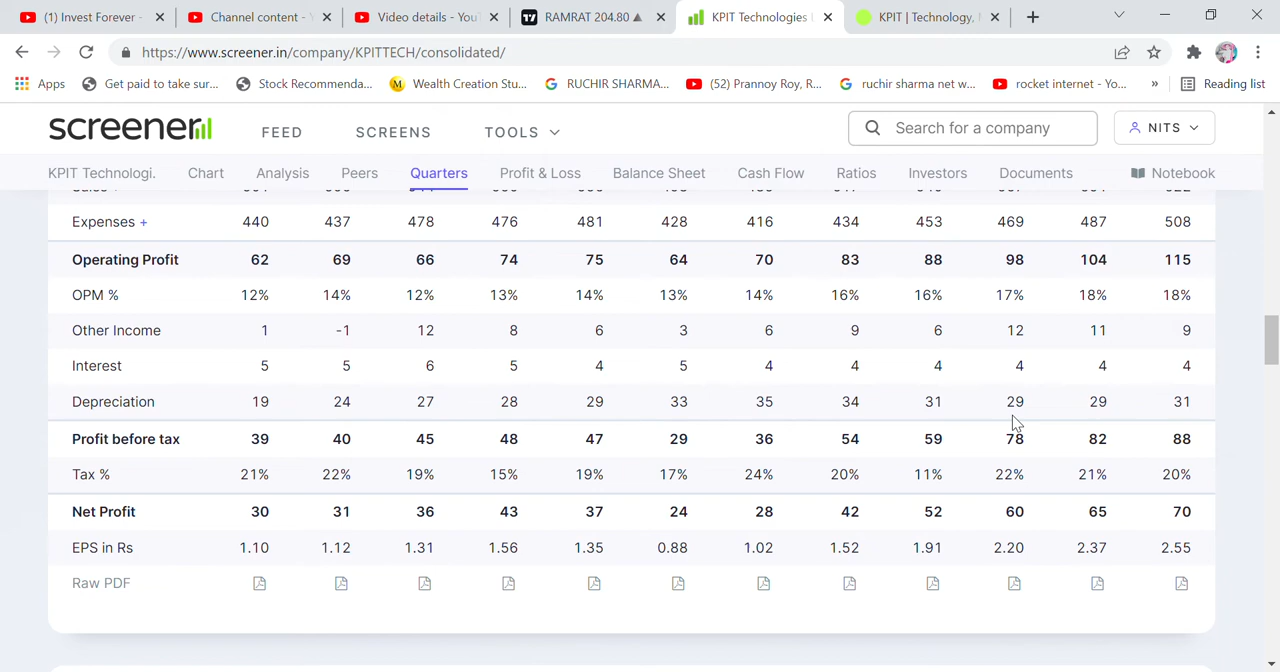 (1) Invest Forever -
Channel content -
Video details - You
RAMRAT 204.80 ▲
KPIT Technologies
KPIT | Technology,
https://www.screener.in/company/KPITTECH/consolidated/
Apps
Get paid to take sur...
Stock Recommenda...
Wealth Creation Stu...
RUCHIR SHARMA...
(52) Prannoy Roy, R...
ruchir sharma net w...
rocket internet - Yo...
»
Reading list
screener
FEED
SCREENS
TOOLS
Search for a company
NITS
KPIT Technologi. Chart Analysis Peers Quarters Profit & Loss Balance Sheet Cash Flow Ratios Investors Documents Notebook
Expenses + 440 437 478 476 481 428 416 434 453 469 487 508
Operating Profit 62 69 66 74 75 64 70 83 88 98 104 115
OPM % 12% 14% 12% 13% 14% 13% 14% 16% 16% 17% 18% 18%
Other Income 1 -1 12 8 6 3 6 9 6 12 11 9
Interest 5 5 6 5 4 5 4 4 4 4 4 4
Depreciation 19 24 27 28 29 33 35 34 31 29 29 31
Profit before tax 39 40 45 48 47 29 36 54 59 78 82 88
Tax % 21% 22% 19% 15% 19% 17% 24% 20% 11% 22% 21% 20%
Net Profit 30 31 36 43 37 24 28 42 52 60 65 70
EPS in Rs 1.10 1.12 1.31 1.56 1.35 0.88 1.02 1.52 1.91 2.20 2.37 2.55
Raw PDF